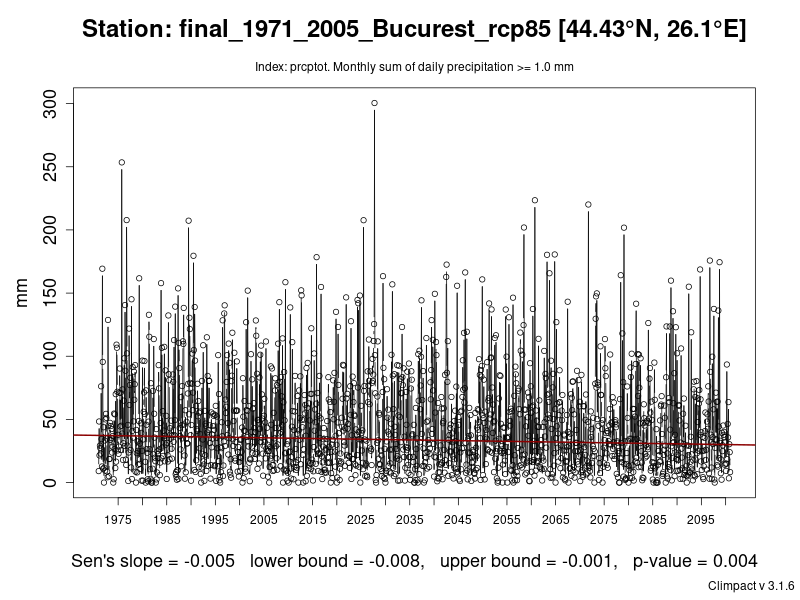 Station: final_1971_2005_Bucurest_rcp85 [44.43°N, 26.1°E]
Index: prcptot. Monthly sum of daily precipitation >= 1.0 mm
300
250
200
150
100
50
0
mm
1975 1985 1995 2005 2015 2025 2035 2045 2055 2065 2075 2085 2095
Sen's slope = -0.005 lower bound = -0.008, upper bound = -0.001, p-value = 0.004
Climpact v 3.1.6